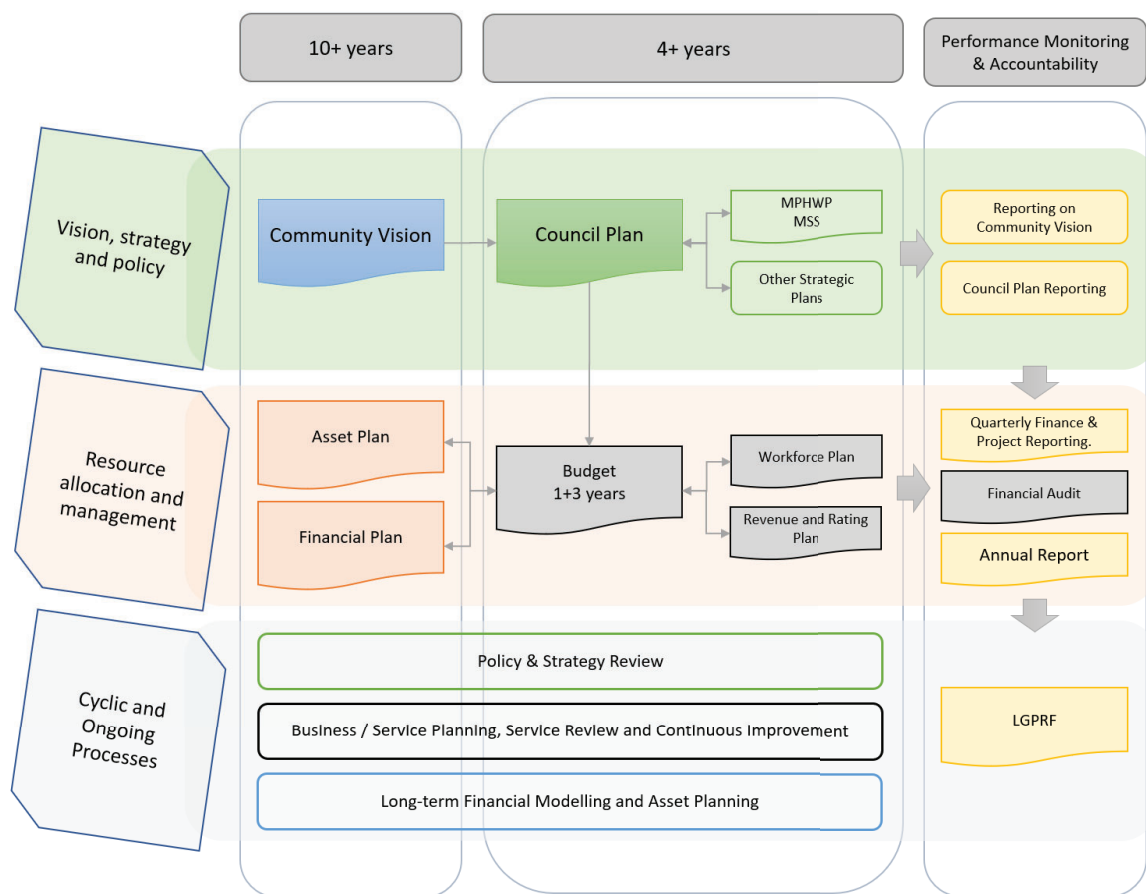 10+ years
4+ years
Performance Monitoring
& Accountability
Vision, strategy
and policy
Community Vision
Council Plan
MPHWP
MSS
Other Strategic
Plans
Reporting on
Community Vision
Council Plan Reporting
Resource
allocation and
management
Asset Plan
Financial Plan
Budget
1+3 years
Workforce Plan
Revenue and Rating
Plan
Quarterly Finance &
Project Reporting.
Financial Audit
Annual Report
Cyclic and
Ongoing
Processes
Policy & Strategy Review
Business / Service Planning, Service Review and Continuous Improvement
Long-term Financial Modelling and Asset Planning
LGPRF